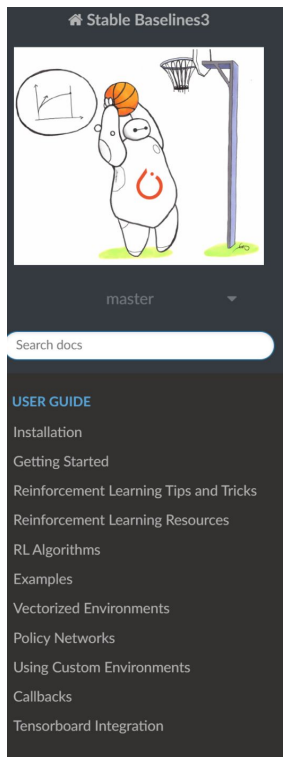 Stable Baselines3
master
Search docs
USER GUIDE
Installation
Getting Started
Reinforcement Learning Tips and Tricks
Reinforcement Learning Resources
RL Algorithms
Examples
Vectorized Environments
Policy Networks
Using Custom Environments
Callbacks
Tensorboard Integration